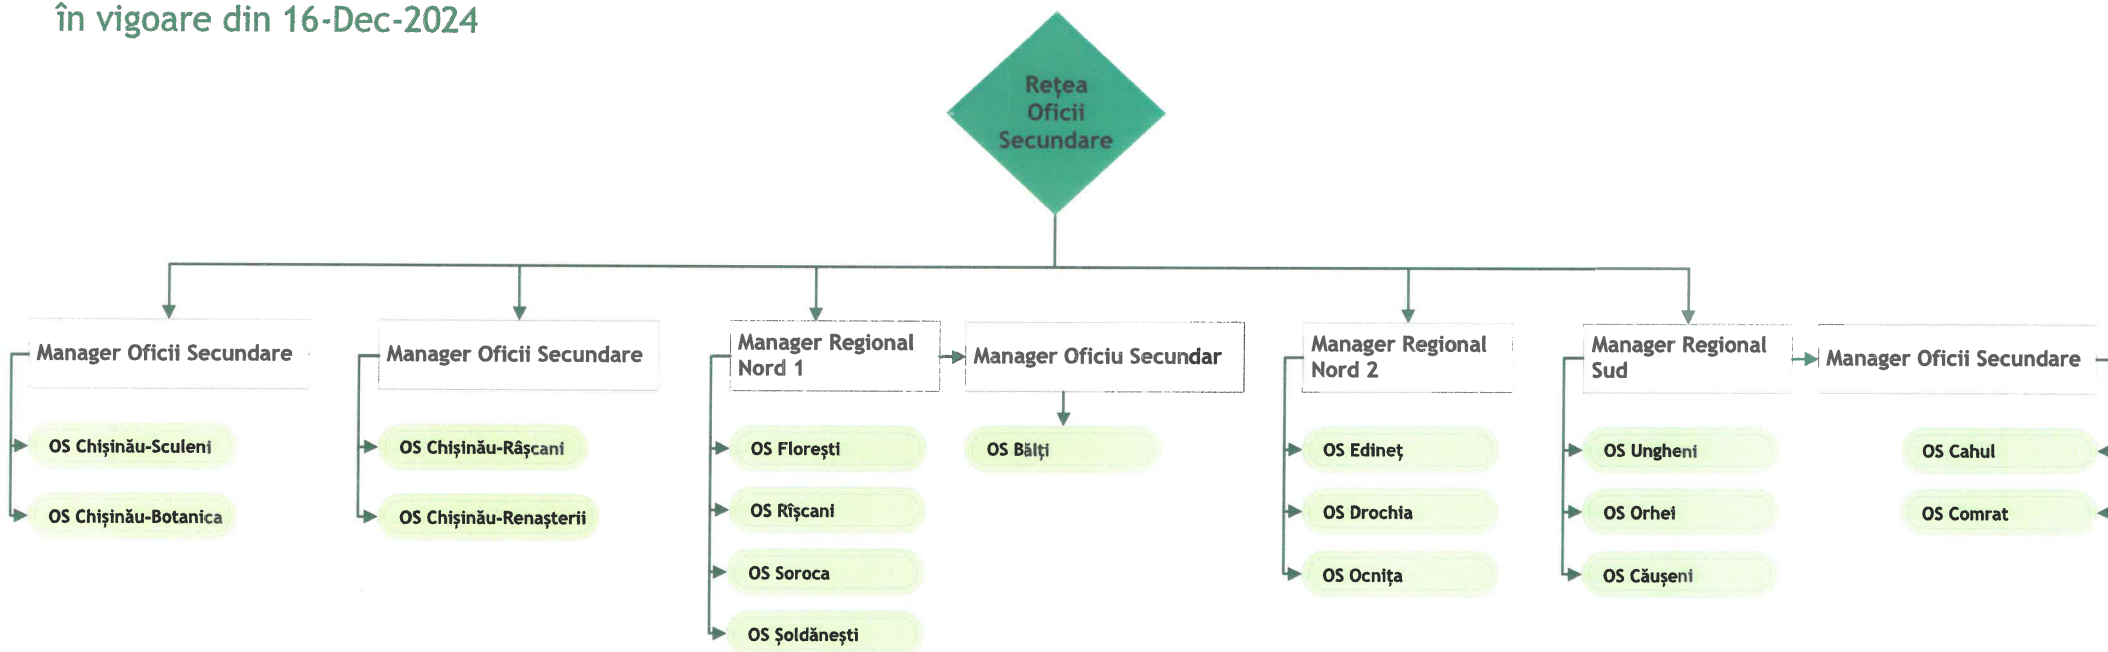 în vigoare din 16-Dec-2024
Rețea
Oficii
Secundare
Manager Oficii Secundare
OS Chișinău-Sculeni
OS Chișinău-Botanica
Manager Oficii Secundare
OS Chișinău-Râșcani
OS Chișinău-Renașterii
Manager Regional
Nord 1
OS Florești
OS Rîșcani
OS Soroca
OS Șoldănești
Manager Oficiu Secundar
OS Bălți
Manager Regional
Nord 2
OS Edineț
OS Drochia
OS Ocnița
Manager Regional
Sud
OS Ungheni
OS Orhei
OS Căușeni
Manager Oficii Secundare
OS Cahul
OS Comrat